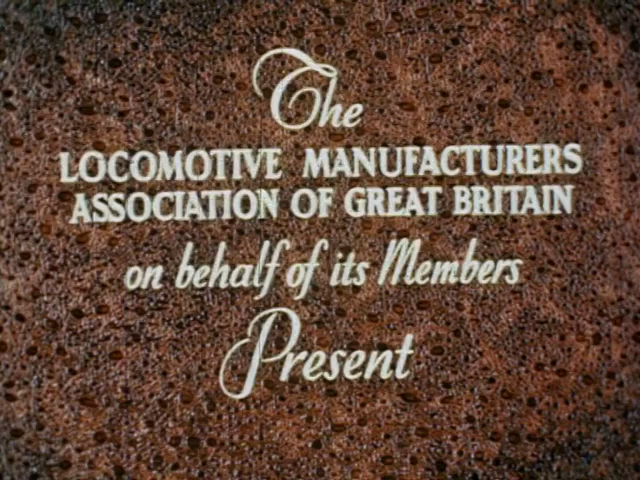 The
LOCOMOTIVE MANUFACTURERS
ASSOCIATION OF GREAT BRITAIN
on behalf of its Members
Present